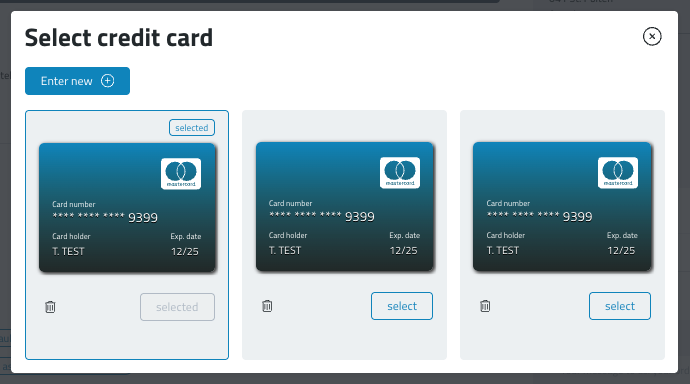 Select credit card
Enter new
selected
mastercard.
Card number
**** **** **** 9399
Card holder Exp. date
T. TEST 12/25
selected
mastercard.
Card number
**** **** **** 9399
Card holder Exp. date
T. TEST 12/25
select
mastercard.
Card number
**** **** **** 9399
Card holder Exp. date
T. TEST 12/25
select